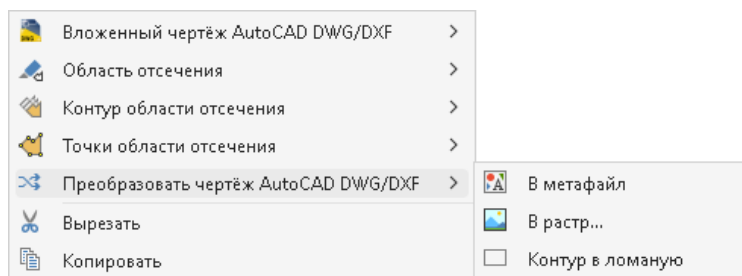 Вложенный чертёж AutoCAD DWG/DXF
Область отсечения
Контур области отсечения
Точки области отсечения
Преобразовать чертёж AutoCAD DWG/DXF
В метафайл
В растр...
Контур в ломаную
Вырезать
Копировать